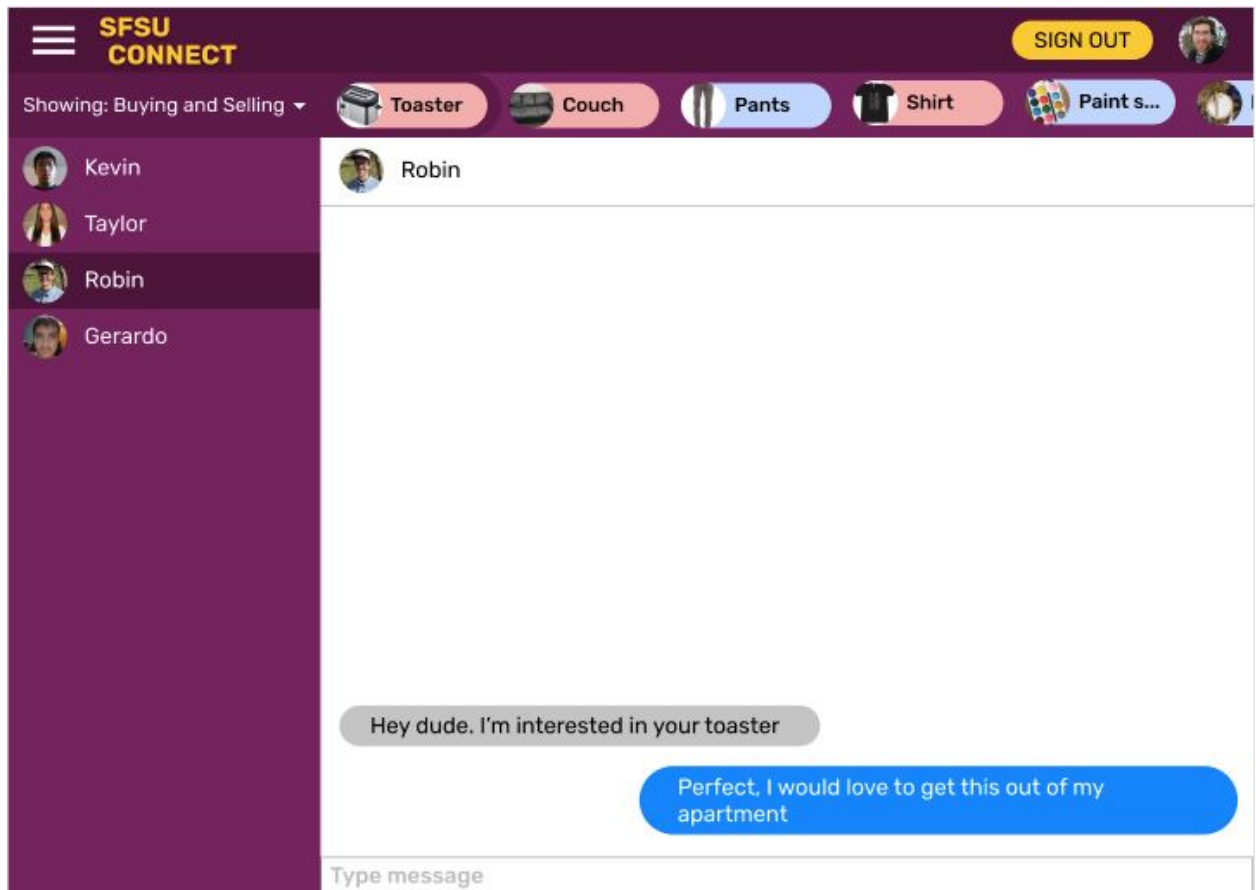 SFSU
CONNECT
SIGN OUT
Showing: Buying and Selling
Toaster
Couch
Pants
Shirt
Paint s...
Kevin
Taylor
Robin
Gerardo
Robin
Hey dude. I'm interested in your toaster
Perfect, I would love to get this out of my
apartment
Type message